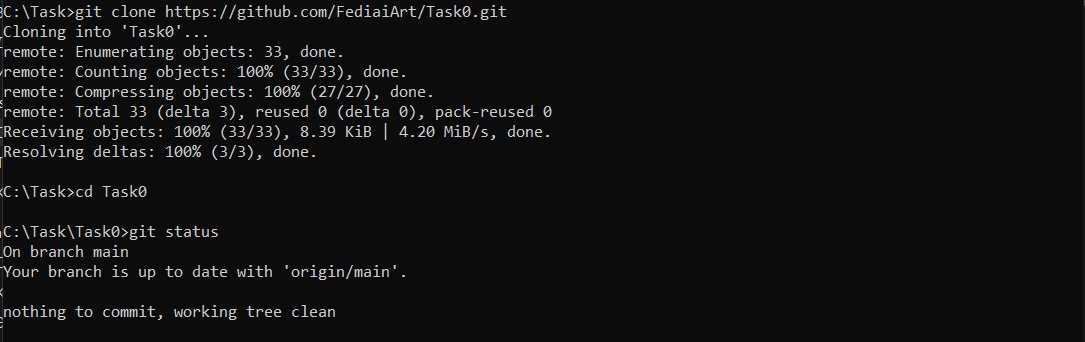 C:\Task>git clone https://github.com/FediaiArt/Task0.git
Cloning into 'Task0'...
remote: Enumerating objects: 33, done.
remote: Counting objects: 100% (33/33), done.
remote: Compressing objects: 100% (27/27), done.
remote: Total 33 (delta 3), reused 0 (delta 0), pack-reused 0
Receiving objects: 100% (33/33), 8.39 KiB | 4.20 MiB/s, done.
Resolving deltas: 100% (3/3), done.
C:\Task>cd Task0
C:\Task\Task0>git status
On branch main
Your branch is up to date with 'origin/main'.
nothing to commit, working tree clean